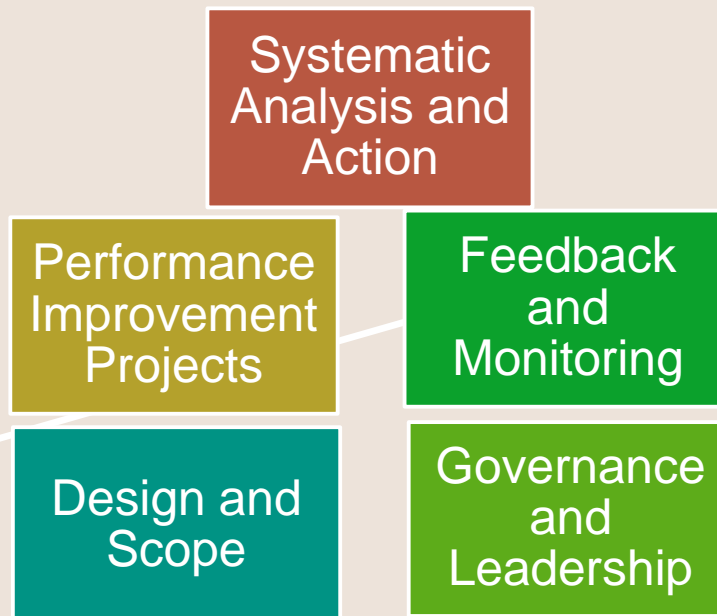 Systematic
Analysis and
Action
Performance
Improvement
Projects
Feedback
and
Monitoring
Design and
Scope
Governance
and
Leadership